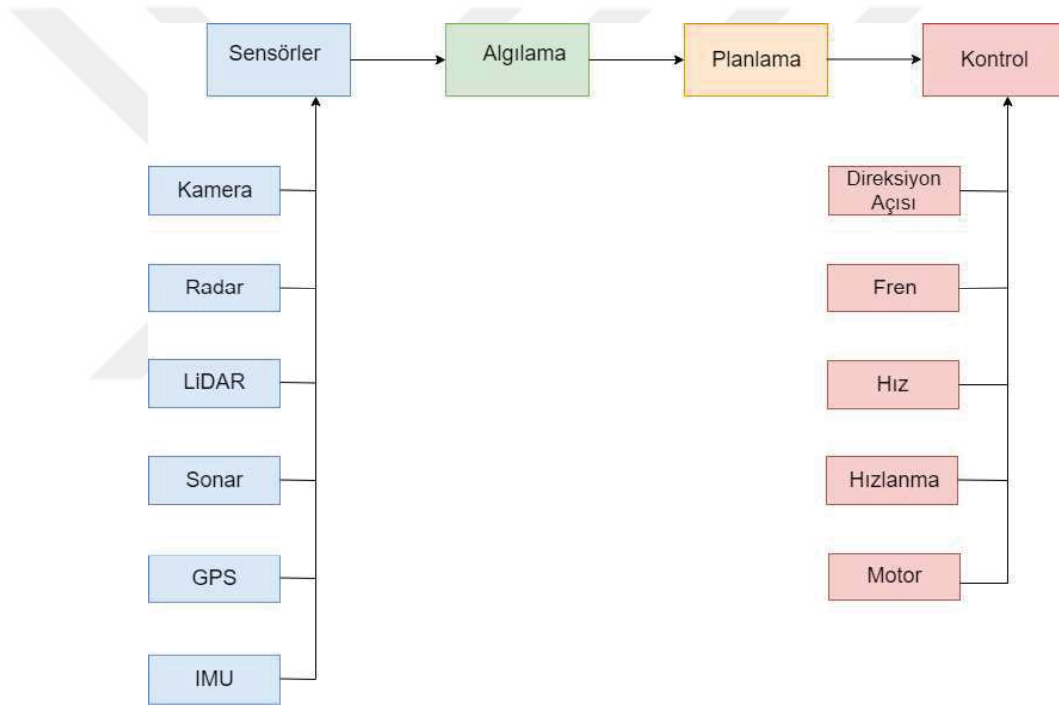 Sensörler
Algılama
Planlama
Kontrol
Kamera
Radar
LiDAR
Sonar
GPS
IMU
Direksiyon
Açısı
Fren
Hız
Hızlanma
Motor